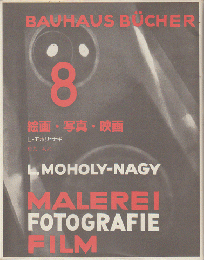 BAUHAUS BÜCHER
8
絵画・写真・映画
L. MOHOLY-NAGY
MALEREI
FOTOGRAFIE
FILM